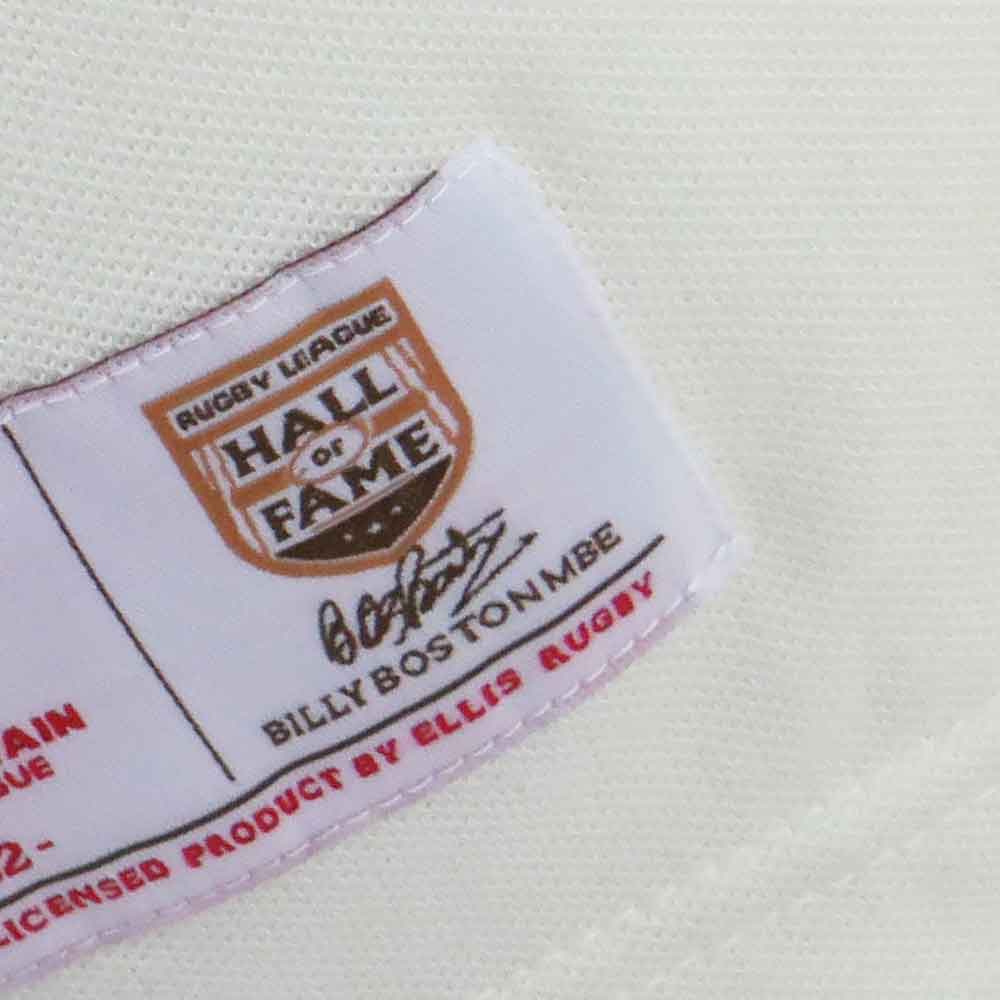 RUGBY LEAGUE
HALL
OF
FAME
BILLY BOSTON MBE
LICENSED PRODUCT BY ELLIS RUGBY